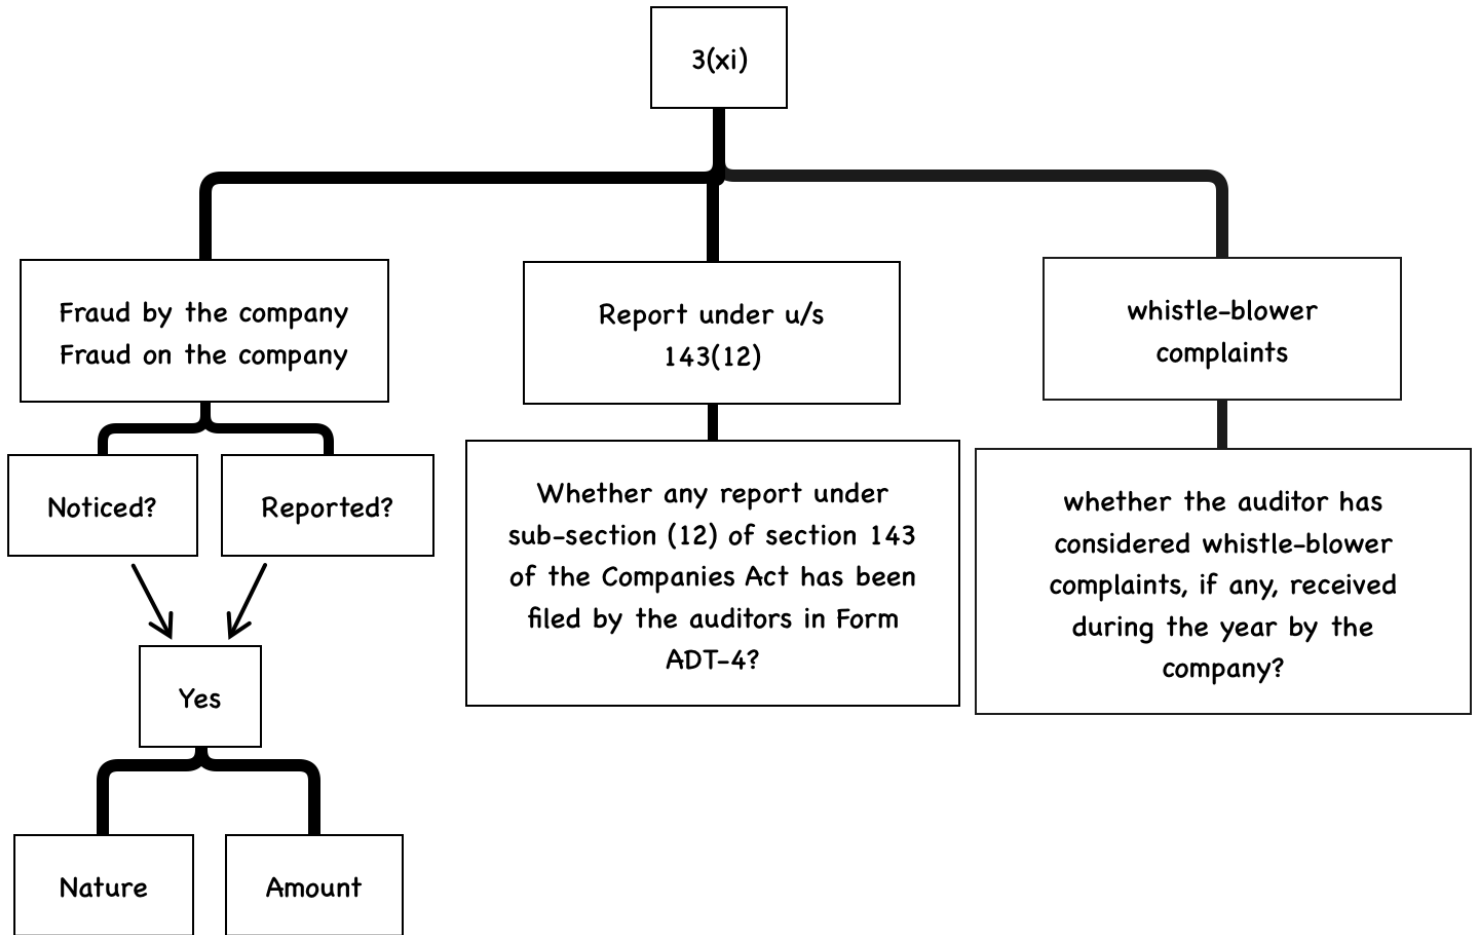 3(xi)
Fraud by the company
Fraud on the company
Report under u/s
143(12)
whistle-blower
complaints
Noticed?
Reported?
Whether any report under
sub-section (12) of section 143
of the Companies Act has been
filed by the auditors in Form
ADT-4?
whether the auditor has
considered whistle-blower
complaints, if any, received
during the year by the
company?
Yes
Nature
Amount